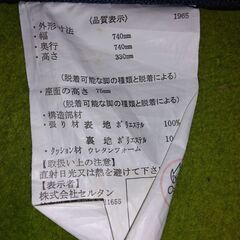 〈品質表示〉 1965
・外形寸法
・幅 740mm
・奥行 740mm
・高さ 330mm
(脱着可能な脚の種類と脱着による)
・座面の高さ 75mm
(脱着可能な脚の種類と脱着による)
・構造部材
・張り材 表地 ポリエステル 100%
裏地 ポリエステル 10
・クッション材 ウレタンフォーム
【取扱い上の注意】
直射日光又は熱を避けて下さ
【表示者】
株式会社セルタン
1655